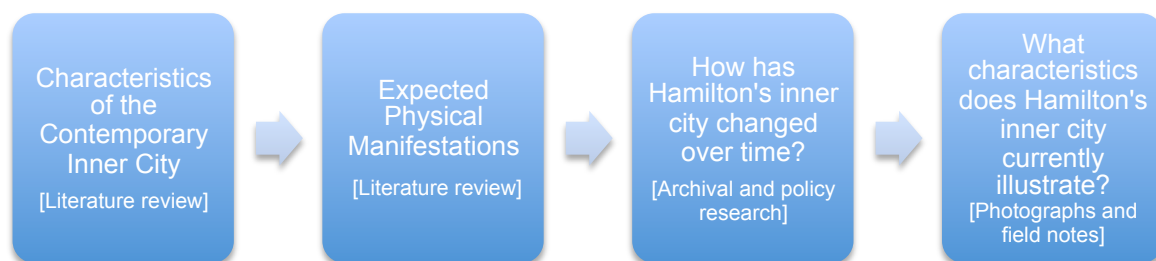 Characteristics
of the
Contemporary
Inner City
[Literature review]
Expected
Physical
Manifestations
[Literature review]
How has
Hamilton's inner
city changed
over time?
[Archival and policy
research]
What
characteristics
does Hamilton's
inner city
currently
illustrate?
[Photographs and
field notes]